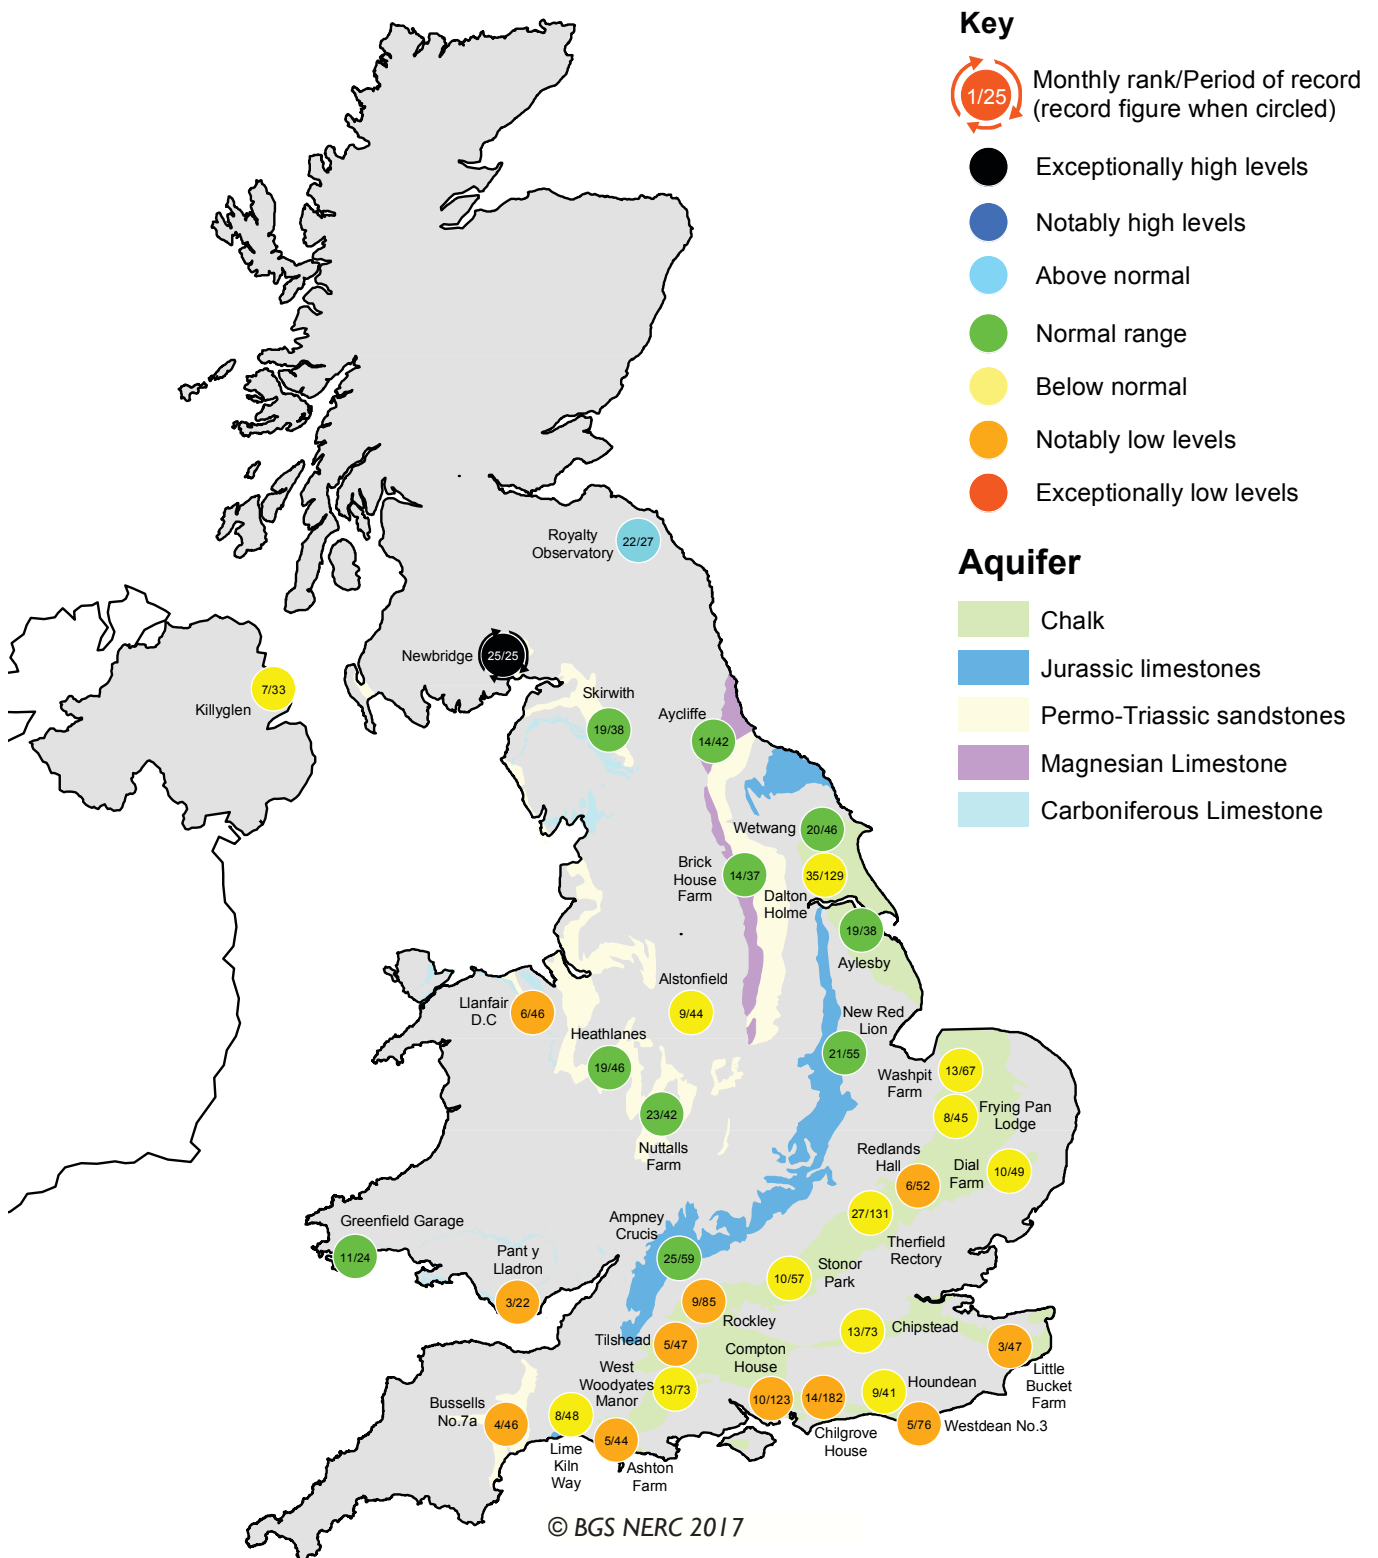 Key
1/25
Monthly rank/Period of record
(record figure when circled)
Exceptionally high levels
Notably high levels
Above normal
Normal range
Below normal
Notably low levels
Exceptionally low levels
Aquifer
Chalk
Jurassic limestones
Permo-Triassic sandstones
Magnesian Limestone
Carboniferous Limestone
Royalty
Observatory
22/27
Newbridge
25/25
Killyglen
7/33
Skirwith
19/38
Aycliffe
14/42
Wetwang
20/46
Brick
House
Farm
14/37
Dalton
Holme
35/129
19/38
Aylesby
Llanfair
D.C
6/46
Alstonfield
9/44
Heathlanes
19/46
New Red
Lion
21/55
Washpit
Farm
13/67
23/42
Nuttalls
Farm
8/45
Frying Pan
Lodge
Redlands
Hall
6/52
Dial
Farm
10/49
27/131
Therfield
Rectory
Greenfield Garage
11/24
Ampney
Crucis
25/59
Pant y
Lladron
3/22
10/57
Stonor
Park
9/85
Rockley
Tilshead
5/47
13/73
Chipstead
3/47
Little
Bucket
Farm
West
Woodyates
Manor
13/73
Compton
House
10/123
14/182
Chilgrove
House
9/41
Houndean
5/76
Westdean No.3
Bussells
No.7a
4/46
8/48
Lime
Kiln
Way
5/44
Ashton
Farm
© BGS NERC 2017